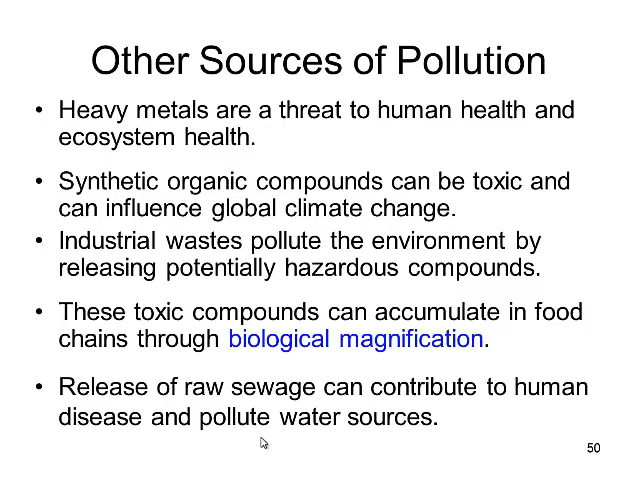 Other Sources of Pollution
• Heavy metals are a threat to human health and
ecosystem health.
• Synthetic organic compounds can be toxic and
can influence global climate change.
• Industrial wastes pollute the environment by
releasing potentially hazardous compounds.
• These toxic compounds can accumulate in food
chains through biological magnification.
• Release of raw sewage can contribute to human
disease and pollute water sources.
50